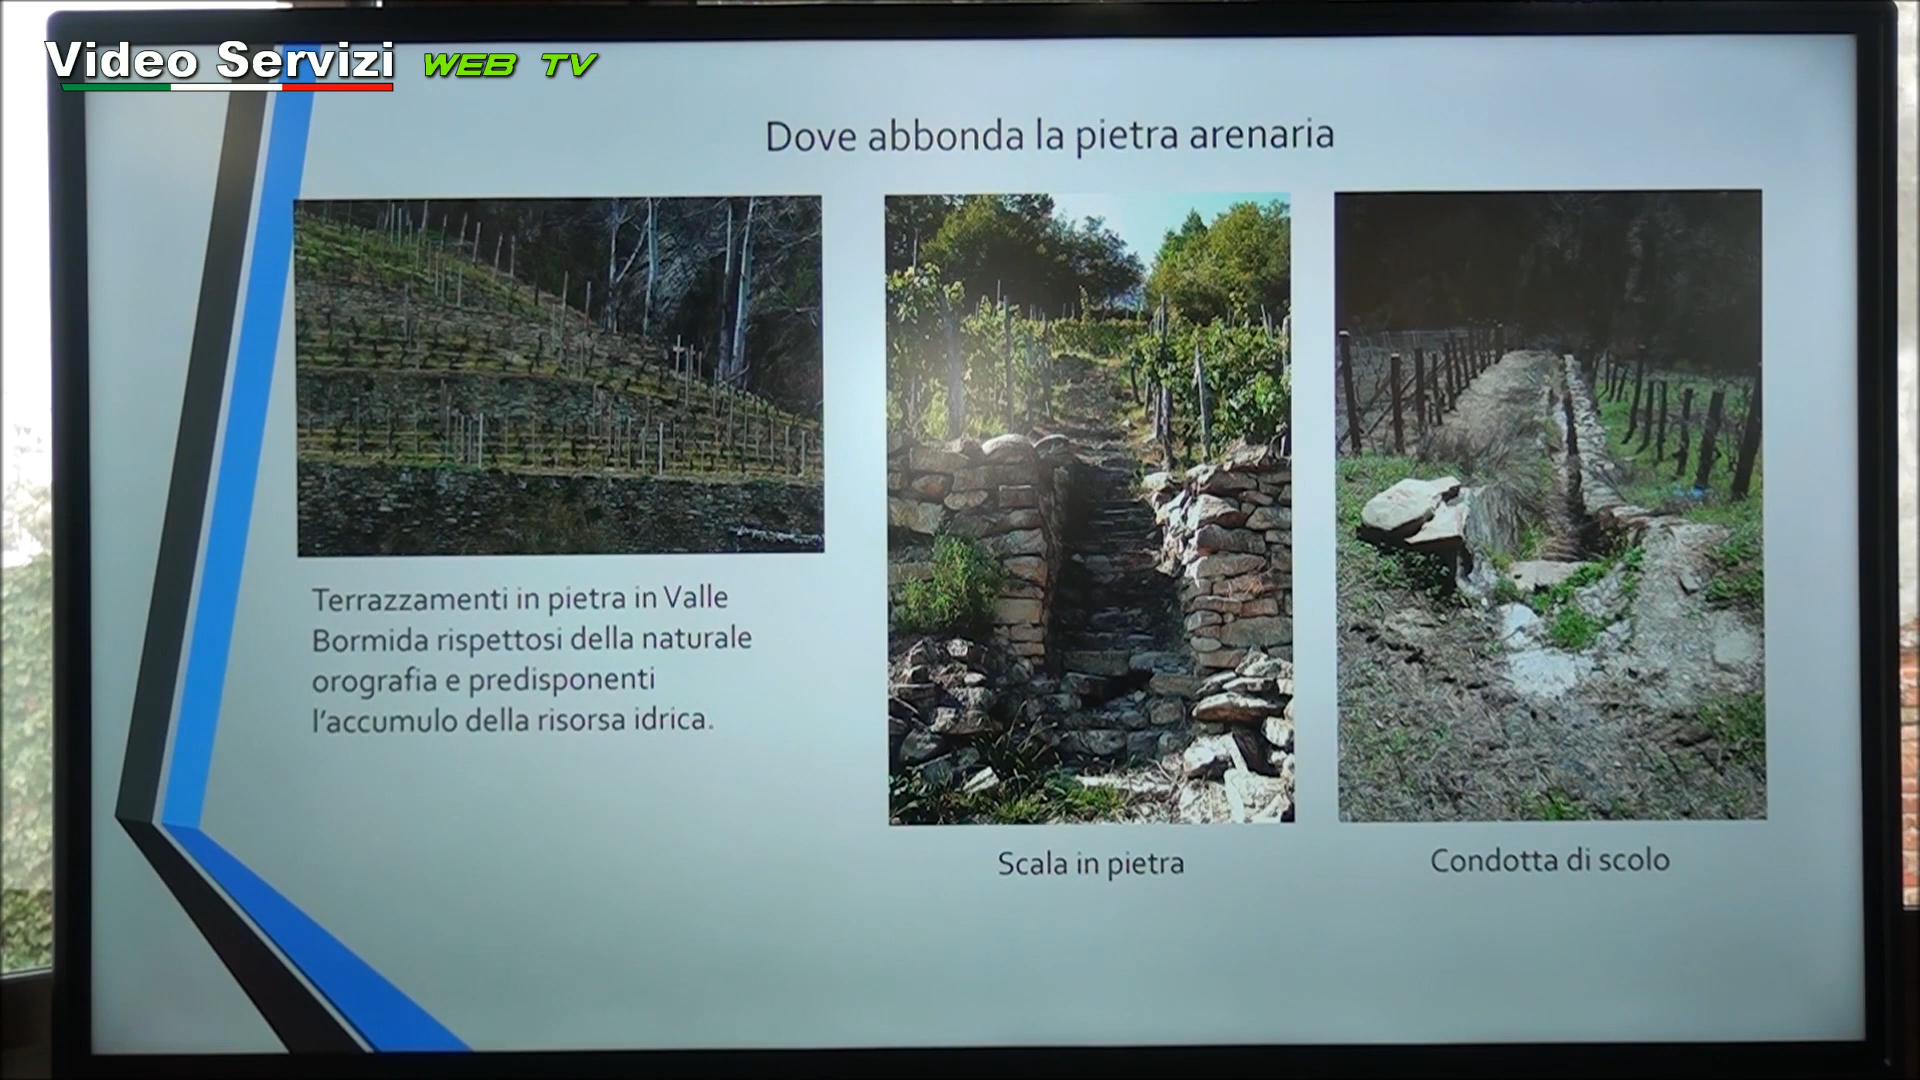 Video Servizi WEB TV
Dove abbonda la pietra arenaria
Terrazzamenti in pietra in Valle
Bormida rispettosi della naturale
orografia e predisponenti
l'accumulo della risorsa idrica.
Scala in pietra
Condotta di scolo